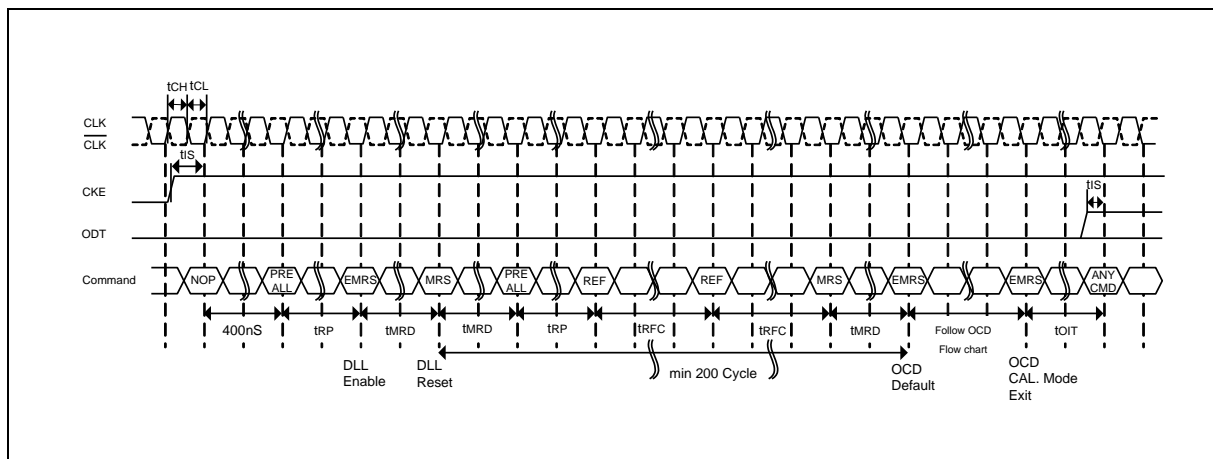 tCH tCL
CLK
CLK
tIS
CKE
tIS
ODT
Command
NOP
PRE
ALL
EMRS
MRS
PRE
ALL
REF
REF
MRS
EMRS
EMRS
ANY
CMD
400nS
tRP
tMRD
tMRD
tRP
tRFC
tRFC
tMRD
Follow OCD
Flow chart
tOIT
DLL
Enable
DLL
Reset
min 200 Cycle
OCD
Default
OCD
CAL. Mode
Exit